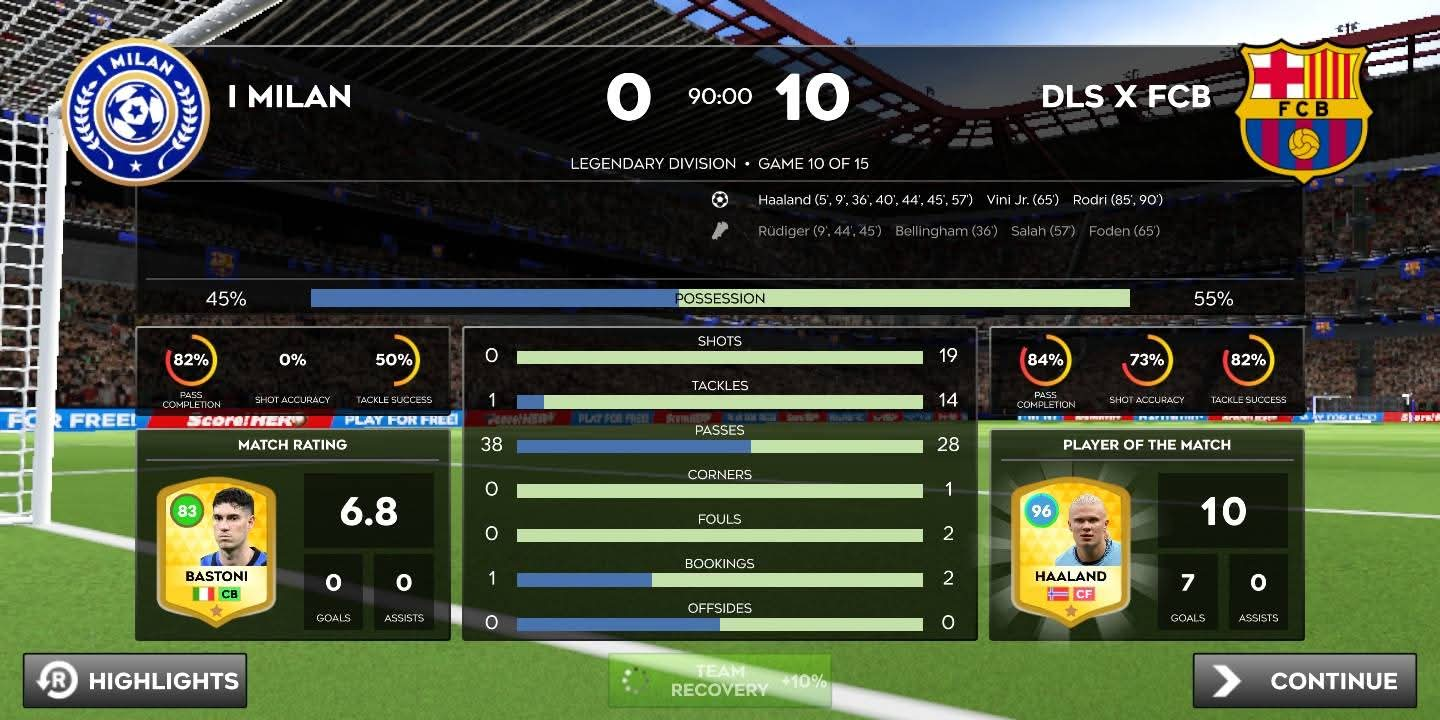 I MILAN
I MILAN 0 90:00 10 DLS X FCB
FCB
LEGENDARY DIVISION • GAME 10 OF 15
Haaland (5', 9', 36', 40', 44', 45', 57') Vini Jr. (65') Rodri (85', 90')
Rüdiger (9', 44', 45') Bellingham (36') Salah (57') Foden (65')
45% POSSESSION 55%
82% 0% 50%
PASS COMPLETION SHOT ACCURACY TACKLE SUCCESS
SHOTS
0 19
TACKLES
1 14
PASSES
38 28
CORNERS
0 1
FOULS
0 2
BOOKINGS
1 2
OFFSIDES
0 0
84% 73% 82%
PASS COMPLETION SHOT ACCURACY TACKLE SUCCESS
FOR FREE! Score!HERO PLAY FOR FREE!
MATCH RATING
83
BASTONI
CB
6.8
0 0
GOALS ASSISTS
PLAYER OF THE MATCH
96
HAALAND
CF
10
7 0
GOALS ASSISTS
R HIGHLIGHTS
TEAM
RECOVERY +10%
CONTINUE